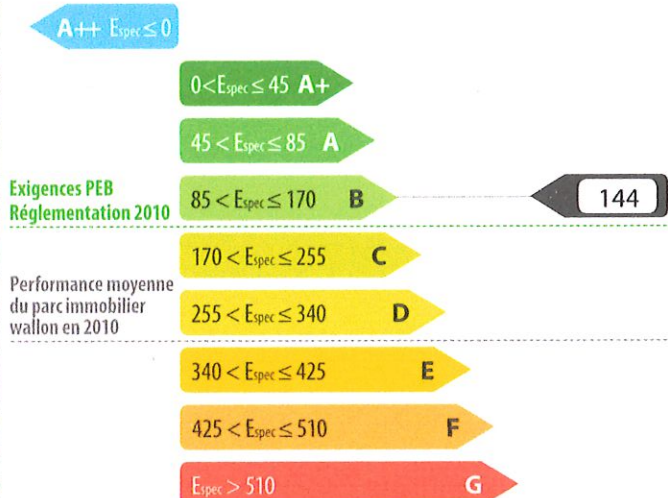 A++ Espec ≤ 0
0 < Espec ≤ 45 A+
45 < Espec ≤ 85 A
Exigences PEB
Réglementation 2010
85 < Espec ≤ 170 B
144
170 < Espec ≤ 255 C
Performance moyenne
du parc immobilier
wallon en 2010
255 < Espec ≤ 340 D
340 < Espec ≤ 425 E
425 < Espec ≤ 510 F
Espec > 510 G